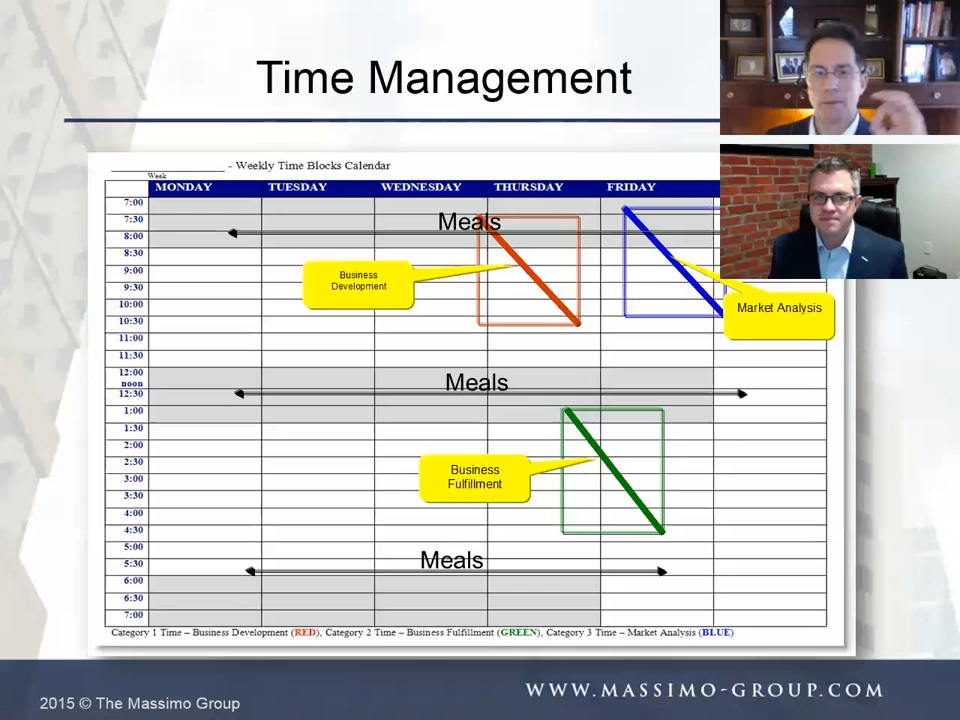 Time Management
____________________ - Weekly Time Blocks Calendar
Week
MONDAY TUESDAY WEDNESDAY THURSDAY FRIDAY
7:00
7:30
Meals
8:00
8:30
9:00
Business
Development
9:30
10:00
Market Analysis
10:30
11:00
11:30
12:00
noon
Meals
12:30
1:00
1:30
2:00
2:30
Business
Fulfillment
3:00
3:30
4:00
4:30
5:00
5:30
Meals
6:00
6:30
7:00
Category 1 Time – Business Development (RED), Category 2 Time – Business Fulfillment (GREEN), Category 3 Time – Market Analysis (BLUE)
WWW.MASSIMO-GROUP.COM
2015 © The Massimo Group